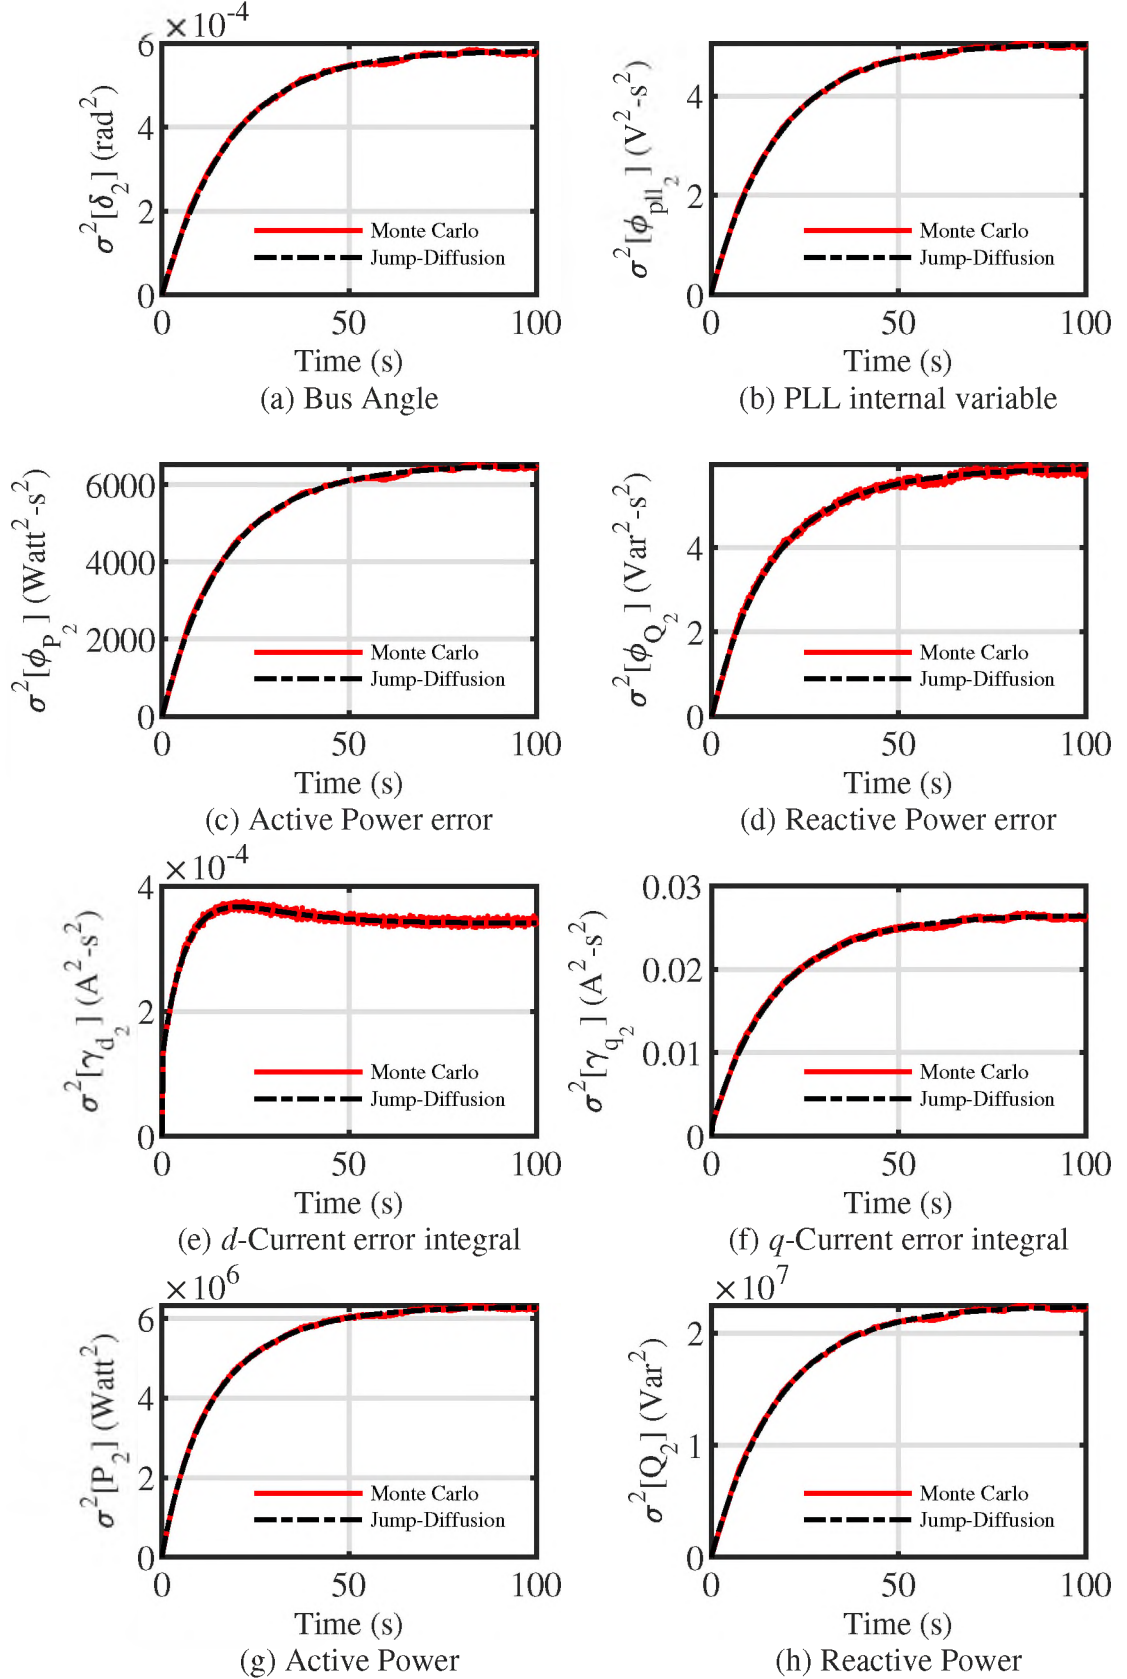 ×10⁻⁴
6
4
2
0
σ²[δ₂] (rad²)
Monte Carlo
Jump-Diffusion
0 50 100
Time (s)
(a) Bus Angle
4
2
0
σ²[ϕ_pll₂] (V²-s²)
Monte Carlo
Jump-Diffusion
0 50 100
Time (s)
(b) PLL internal variable
6000
4000
2000
0
σ²[ϕ_P₂] (Watt²-s²)
Monte Carlo
Jump-Diffusion
0 50 100
Time (s)
(c) Active Power error
4
2
0
σ²[ϕ_Q₂] (Var²-s²)
Monte Carlo
Jump-Diffusion
0 50 100
Time (s)
(d) Reactive Power error
×10⁻⁴
4
2
0
σ²[γ_d₂] (A²-s²)
Monte Carlo
Jump-Diffusion
0 50 100
Time (s)
(e) d-Current error integral
0.03
0.02
0.01
0
σ²[γ_q₂] (A²-s²)
Monte Carlo
Jump-Diffusion
0 50 100
Time (s)
(f) q-Current error integral
×10⁶
6
4
2
0
σ²[P₂] (Watt²)
Monte Carlo
Jump-Diffusion
0 50 100
Time (s)
(g) Active Power
×10⁷
2
1
0
σ²[Q₂] (Var²)
Monte Carlo
Jump-Diffusion
0 50 100
Time (s)
(h) Reactive Power